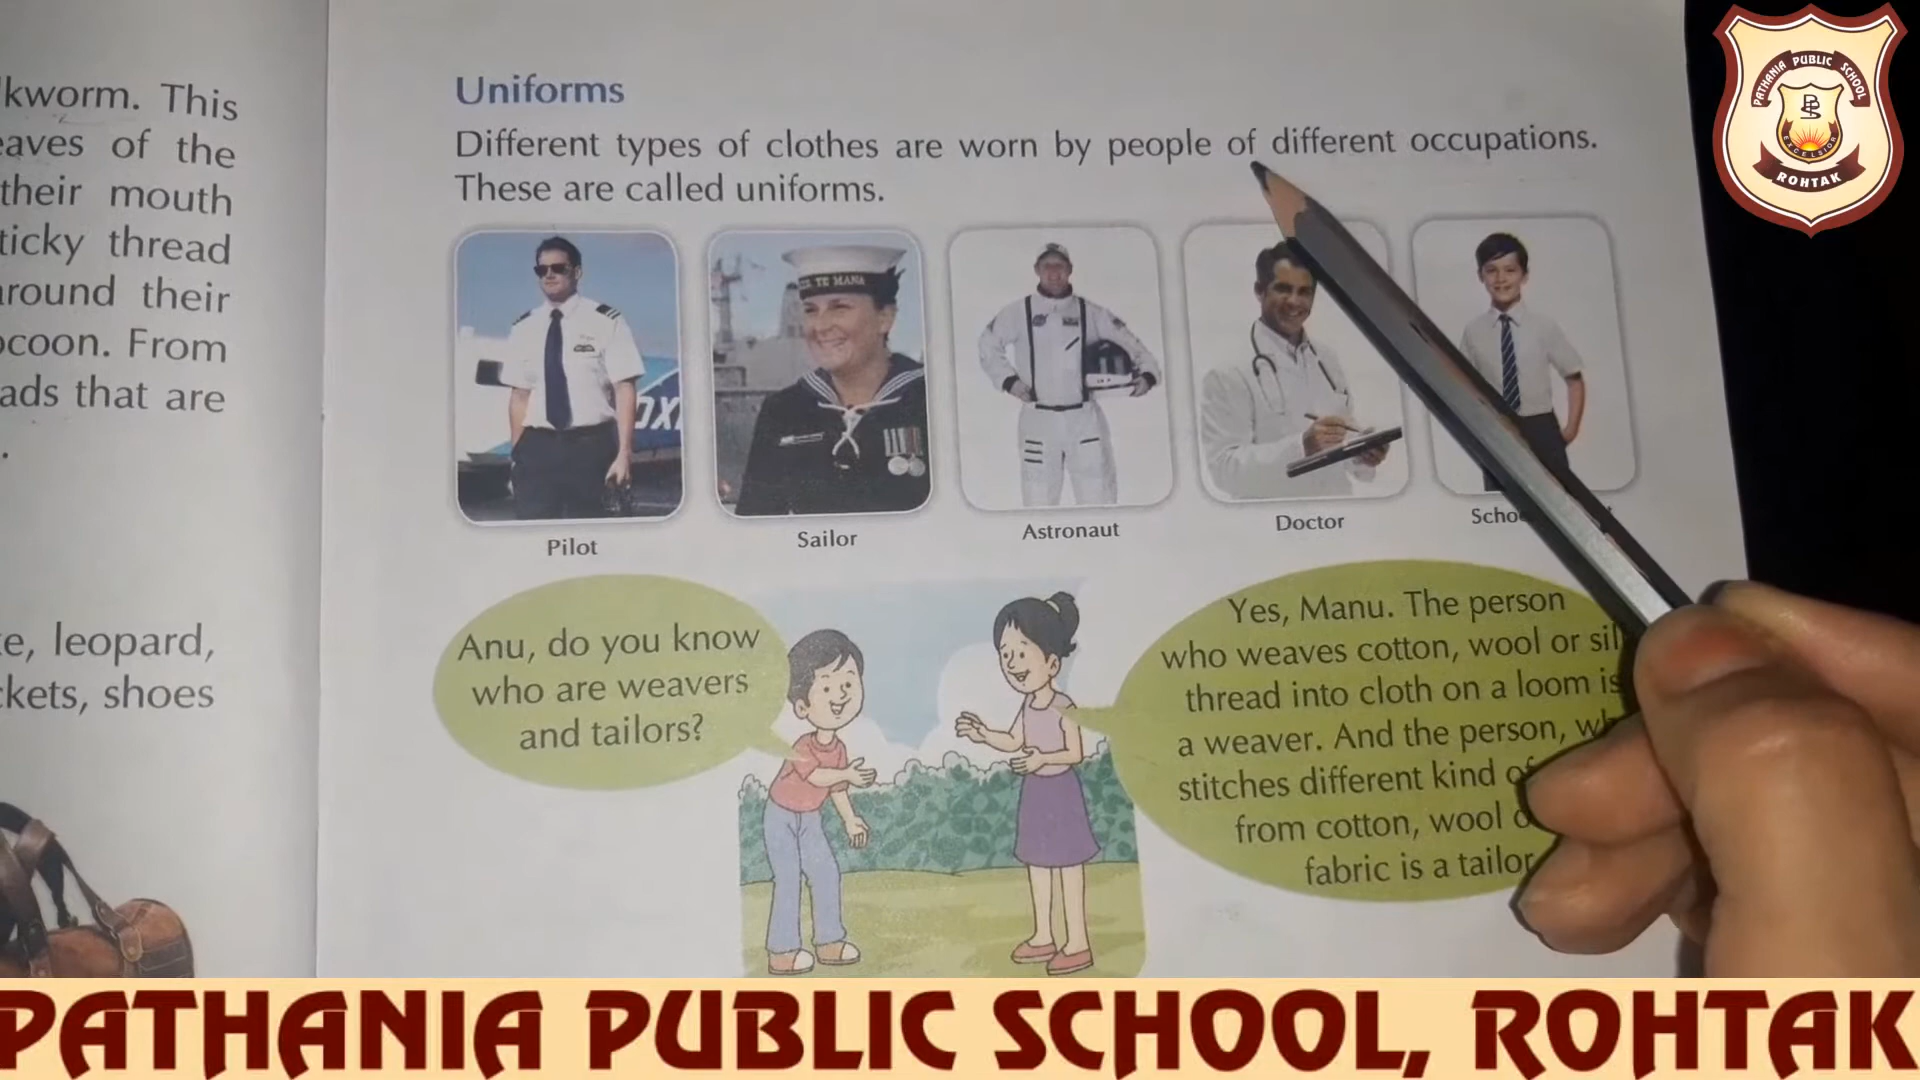 kworm. This
eaves of the
their mouth
ticky thread
around their
ocoon. From
ads that are
.
e, leopard,
ckets, shoes
Uniforms
Different types of clothes are worn by people of different occupations.
These are called uniforms.
TE MANA
Pilot
Sailor
Astronaut
Doctor
Scho
Anu, do you know
who are weavers
and tailors?
Yes, Manu. The person
who weaves cotton, wool or sil
thread into cloth on a loom is
a weaver. And the person, wh
stitches different kind of
from cotton, wool o
fabric is a tailor
PATHANIA PUBLIC SCHOOL
EXCELSIOR
ROHTAK
PATHANIA PUBLIC SCHOOL, ROHTAK